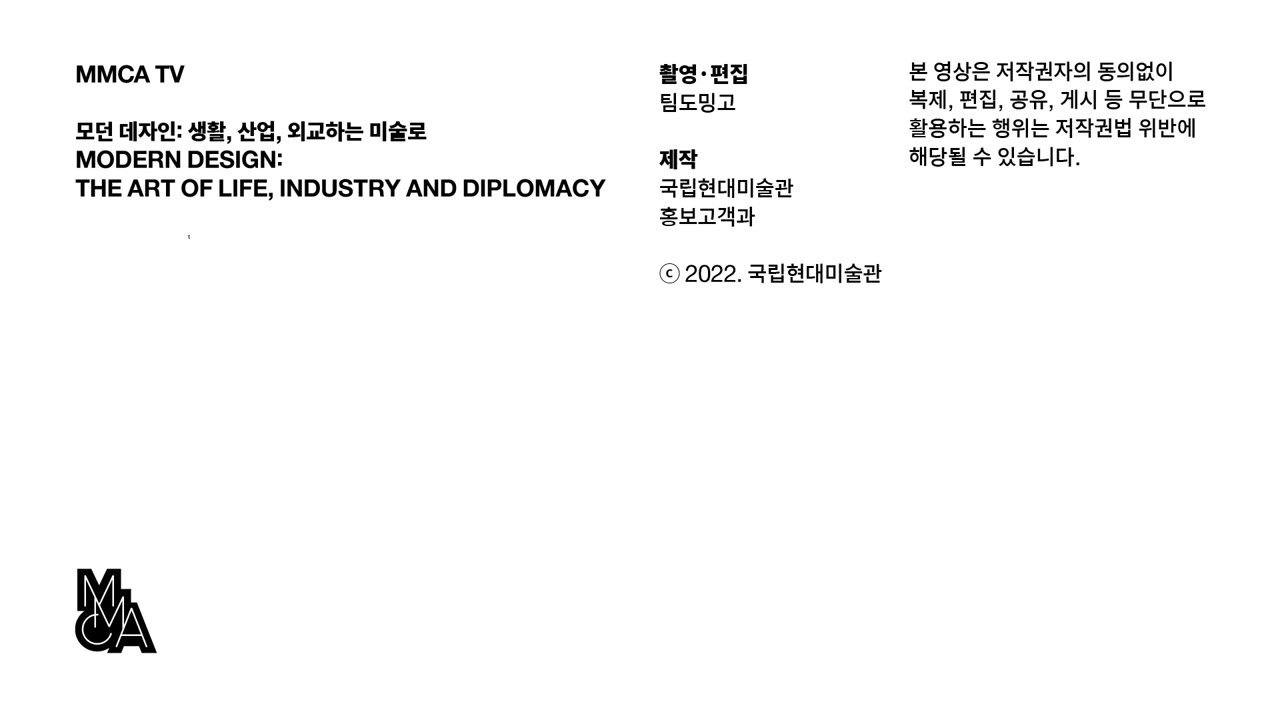 MMCA TV
모던 데자인: 생활, 산업, 외교하는 미술로
MODERN DESIGN:
THE ART OF LIFE, INDUSTRY AND DIPLOMACY
촬영·편집
팀도밍고
제작
국립현대미술관
홍보고객과
ⓒ 2022. 국립현대미술관
본 영상은 저작권자의 동의없이
복제, 편집, 공유, 게시 등 무단으로
활용하는 행위는 저작권법 위반에
해당될 수 있습니다.
MMCA